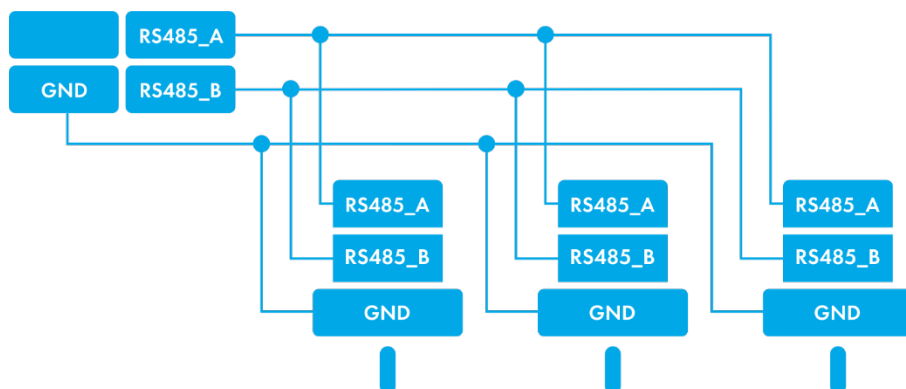 RS485_A
GND RS485_B
RS485_A RS485_A RS485_A
RS485_B RS485_B RS485_B
GND GND GND